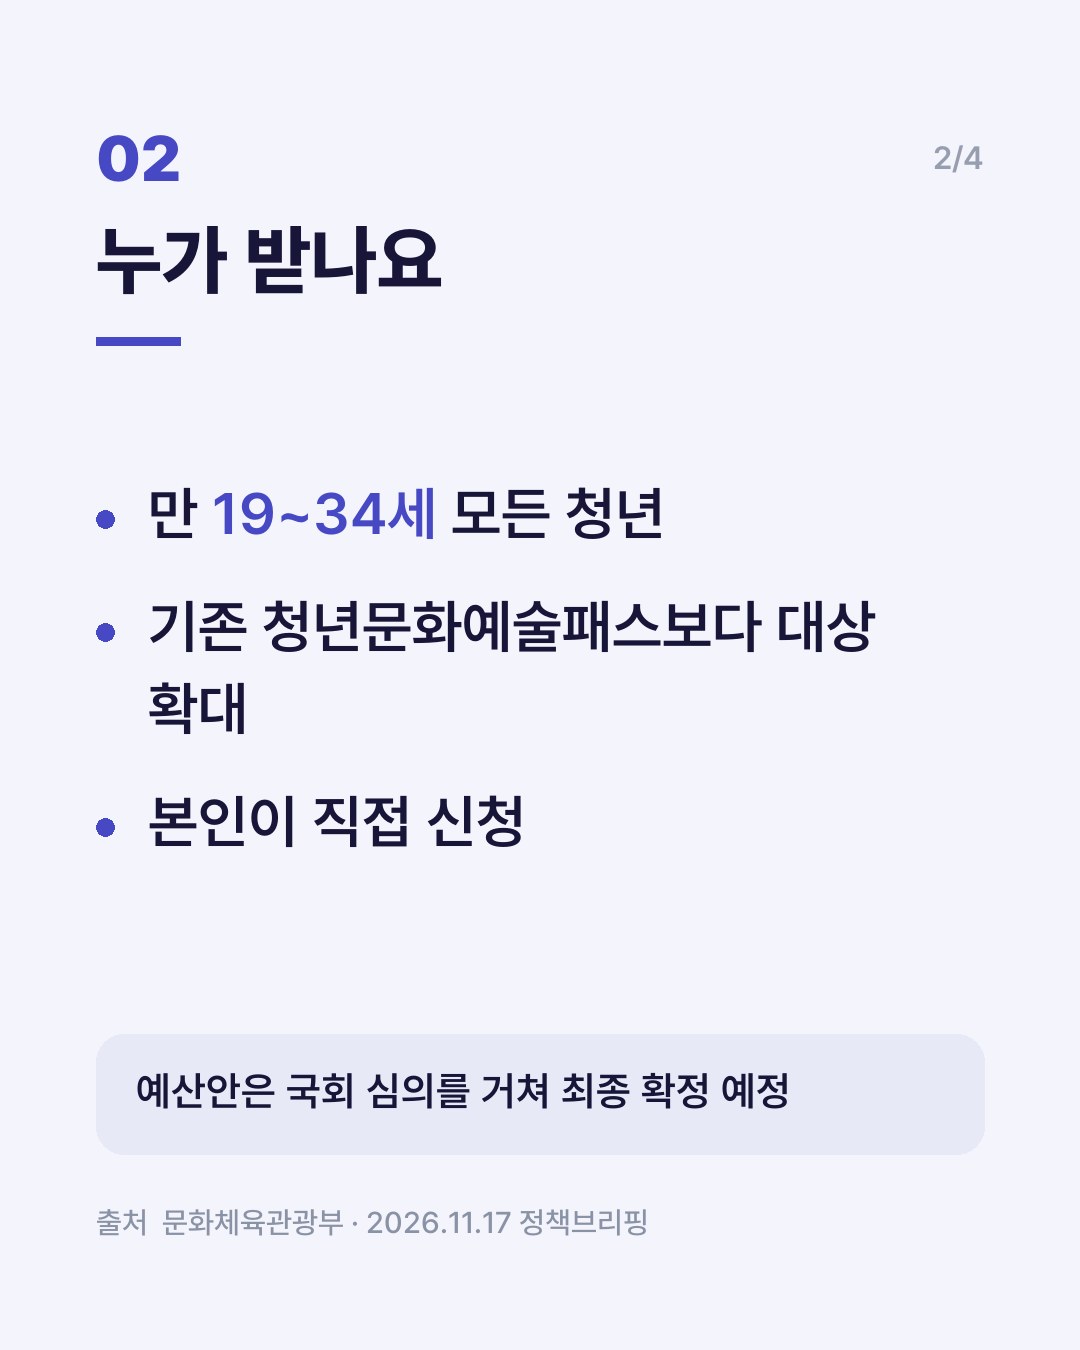 02
2/4
누가 받나요
• 만 19~34세 모든 청년
• 기존 청년문화예술패스보다 대상
확대
• 본인이 직접 신청
예산안은 국회 심의를 거쳐 최종 확정 예정
출처 문화체육관광부 · 2026.11.17 정책브리핑